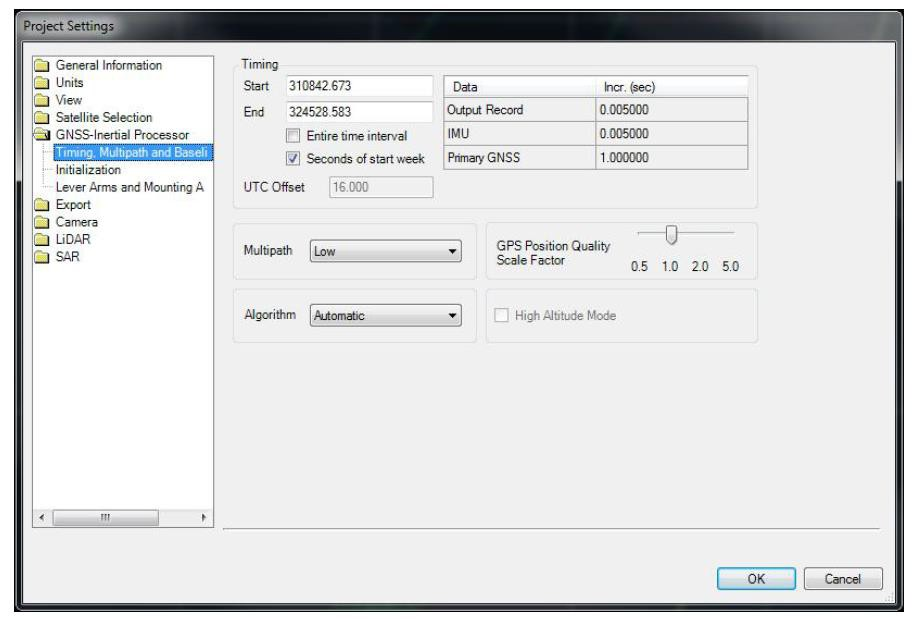 Project Settings
General Information
Units
View
Satellite Selection
GNSS-Inertial Processor
Timing, Multipath and Baseli
Initialization
Lever Arms and Mounting A
Export
Camera
LiDAR
SAR
Timing
Start 310842.673
End 324528.583
Entire time interval
Seconds of start week
UTC Offset 16.000
Data Incr. (sec)
Output Record 0.005000
IMU 0.005000
Primary GNSS 1.000000
Multipath Low
GPS Position Quality
Scale Factor
0.5 1.0 2.0 5.0
Algorithm Automatic
High Altitude Mode
OK Cancel